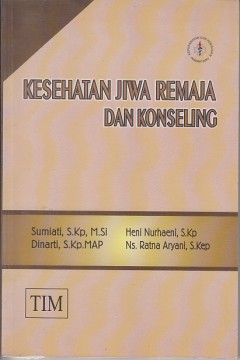 KESEHATAN JIWA REMAJA
DAN KONSELING
Sumiati, S.Kp, M.Si
Dinarti, S.Kp.MAP
Heni Nurhaeni, S.Kp
Ns. Ratna Aryani, S.Kep
TIM